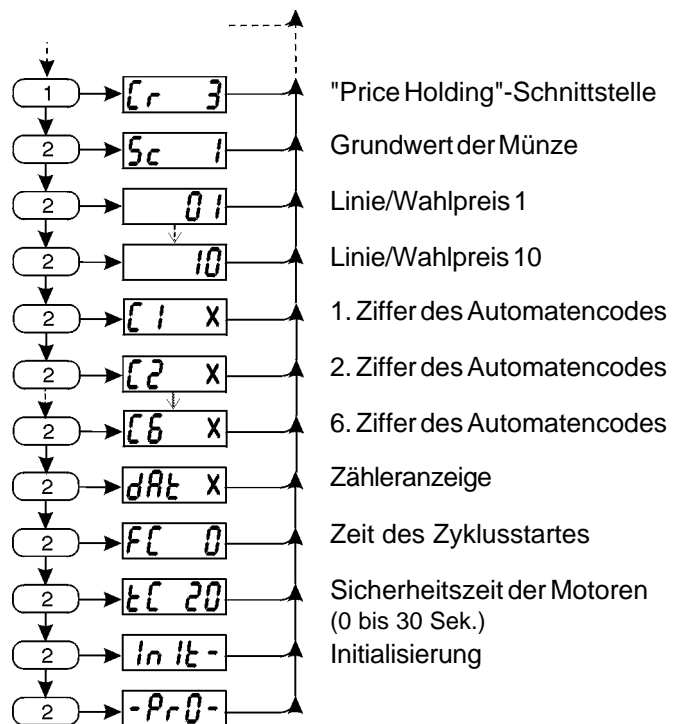 1 Cr 3 "Price Holding"-Schnittstelle
2 Sc 1 Grundwert der Münze
2 01 Linie/Wahlpreis 1
2 10 Linie/Wahlpreis 10
2 C1 X 1. Ziffer des Automatencodes
2 C2 X 2. Ziffer des Automatencodes
2 C6 X 6. Ziffer des Automatencodes
2 dAt X Zähleranzeige
2 FC 0 Zeit des Zyklusstartes
2 tC 20 Sicherheitszeit der Motoren
(0 bis 30 Sek.)
2 InIt- Initialisierung
2 -PrO-